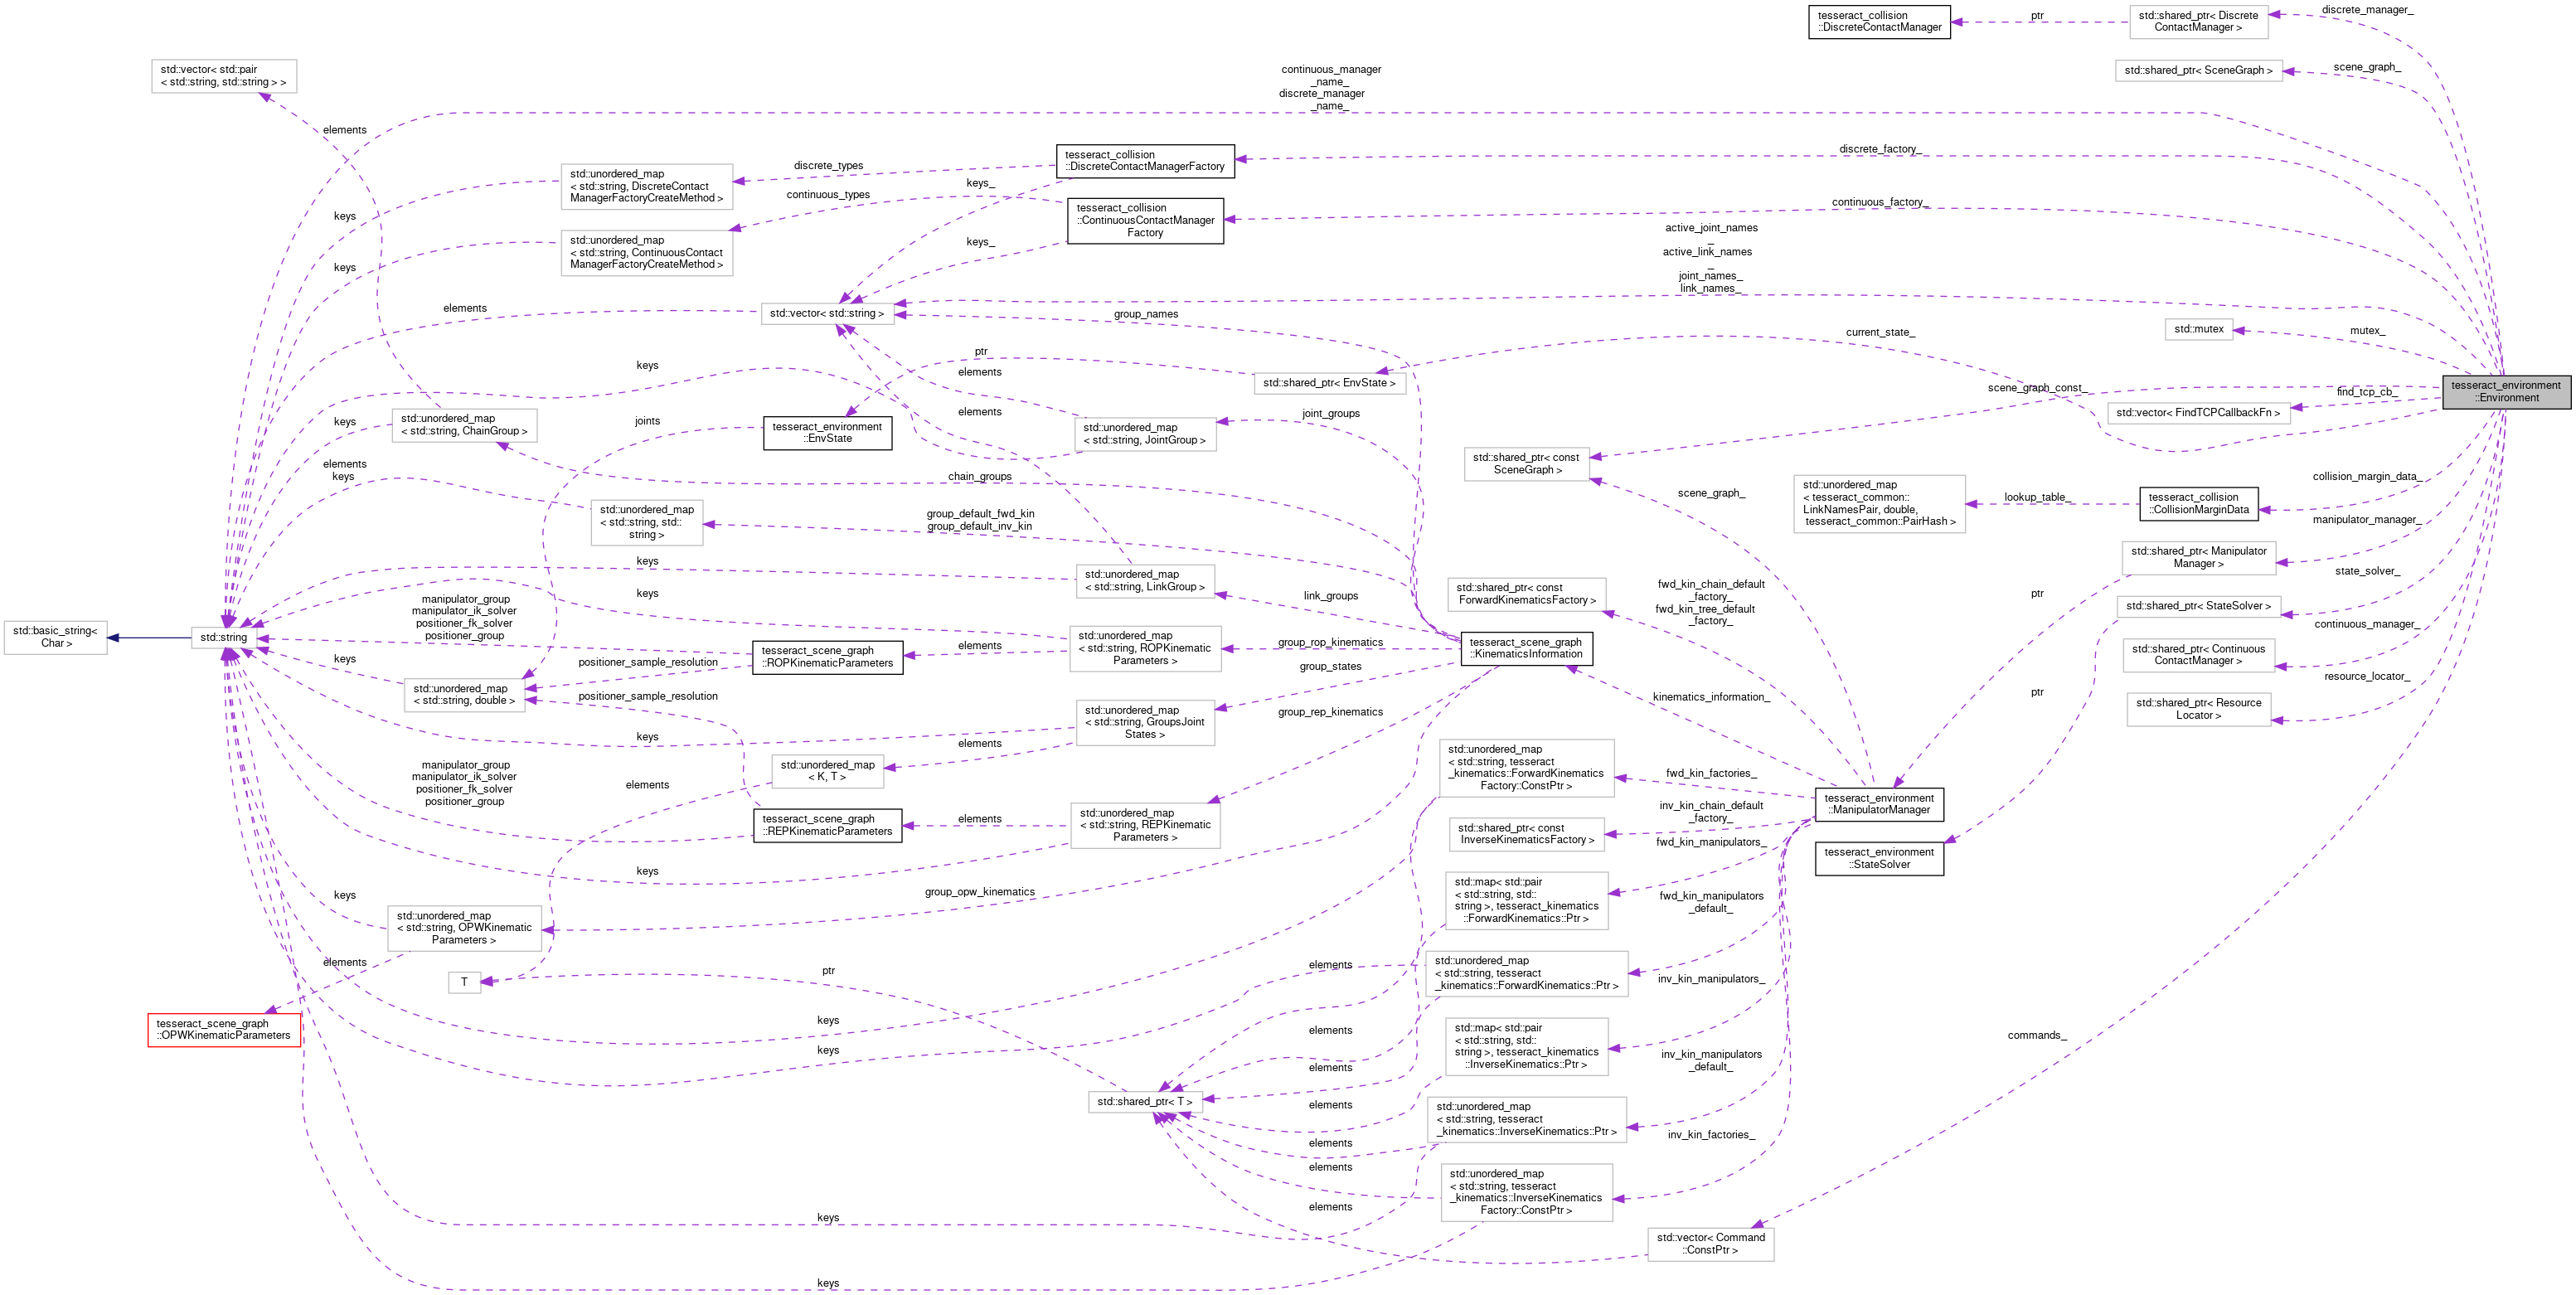 tesseract_collision
::DiscreteContactManager
ptr
std::shared_ptr< Discrete
ContactManager >
discrete_manager_
std::vector< std::pair
< std::string, std::string > >
continuous_manager
_name_
discrete_manager
_name_
std::shared_ptr< SceneGraph >
scene_graph_
elements
std::unordered_map
< std::string, DiscreteContact
ManagerFactoryCreateMethod >
discrete_types
tesseract_collision
::DiscreteContactManagerFactory
discrete_factory_
keys_
keys
continuous_types
tesseract_collision
::ContinuousContactManager
Factory
continuous_factory_
std::unordered_map
< std::string, ContinuousContact
ManagerFactoryCreateMethod >
keys
keys_
active_joint_names
_
active_link_names
_
joint_names_
link_names_
elements
std::vector< std::string >
group_names
current_state_
std::mutex
mutex_
ptr
keys
elements
std::shared_ptr< EnvState >
scene_graph_const_
tesseract_environment
::Environment
find_tcp_cb_
std::vector< FindTCPCallbackFn >
std::unordered_map
< std::string, ChainGroup >
keys
joints
tesseract_environment
::EnvState
elements
std::unordered_map
< std::string, JointGroup >
joint_groups
std::shared_ptr< const
SceneGraph >
elements
keys
chain_groups
scene_graph_
std::unordered_map
< tesseract_common::
LinkNamesPair, double,
tesseract_common::PairHash >
lookup_table_
tesseract_collision
::CollisionMarginData
collision_margin_data_
std::unordered_map
< std::string, std::
string >
group_default_fwd_kin
group_default_inv_kin
manipulator_manager_
std::shared_ptr< Manipulator
Manager >
keys
std::unordered_map
< std::string, LinkGroup >
link_groups
std::shared_ptr< const
ForwardKinematicsFactory >
fwd_kin_chain_default
_factory_
fwd_kin_tree_default
_factory_
ptr
state_solver_
std::shared_ptr< StateSolver >
keys
manipulator_group
manipulator_ik_solver
positioner_fk_solver
positioner_group
std::basic_string<
Char >
std::string
tesseract_scene_graph
::ROPKinematicParameters
elements
std::unordered_map
< std::string, ROPKinematic
Parameters >
group_rop_kinematics
tesseract_scene_graph
::KinematicsInformation
continuous_manager_
std::shared_ptr< Continuous
ContactManager >
keys
positioner_sample_resolution
group_states
resource_locator_
std::unordered_map
< std::string, double >
positioner_sample_resolution
kinematics_information_
ptr
std::shared_ptr< Resource
Locator >
std::unordered_map
< std::string, GroupsJoint
States >
group_rep_kinematics
keys
elements
std::unordered_map
< K, T >
manipulator_group
manipulator_ik_solver
positioner_fk_solver
positioner_group
elements
std::unordered_map
< std::string, tesseract
_kinematics::ForwardKinematics
Factory::ConstPtr >
fwd_kin_factories_
tesseract_environment
::ManipulatorManager
tesseract_scene_graph
::REPKinematicParameters
elements
std::unordered_map
< std::string, REPKinematic
Parameters >
std::shared_ptr< const
InverseKinematicsFactory >
inv_kin_chain_default
_factory_
fwd_kin_manipulators_
tesseract_environment
::StateSolver
keys
keys
group_opw_kinematics
std::map< std::pair
< std::string, std::
string >, tesseract_kinematics
::ForwardKinematics::Ptr >
fwd_kin_manipulators
_default_
std::unordered_map
< std::string, OPWKinematic
Parameters >
elements
T
ptr
elements
std::unordered_map
< std::string, tesseract
_kinematics::ForwardKinematics::Ptr >
inv_kin_manipulators_
tesseract_scene_graph
::OPWKinematicParameters
keys
elements
std::map< std::pair
< std::string, std::
string >, tesseract_kinematics
::InverseKinematics::Ptr >
commands_
keys
elements
inv_kin_manipulators
_default_
std::shared_ptr< T >
elements
std::unordered_map
< std::string, tesseract
_kinematics::InverseKinematics::Ptr >
elements
inv_kin_factories_
elements
std::unordered_map
< std::string, tesseract
_kinematics::InverseKinematics
Factory::ConstPtr >
keys
elements
std::vector< Command
::ConstPtr >
keys